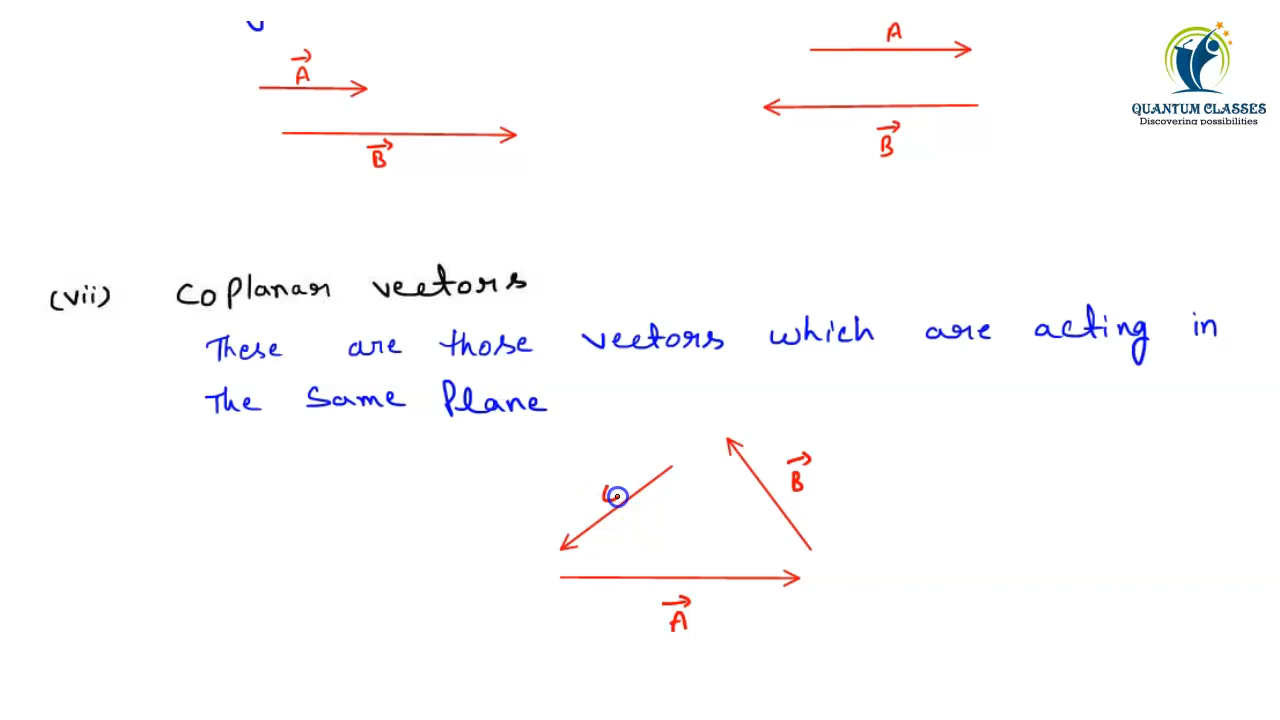 A
A
B
B
QUANTUM CLASSES
Discovering possibilities
(vii) Coplanar vectors
These are those vectors which are acting in
The Same Plane
B
A